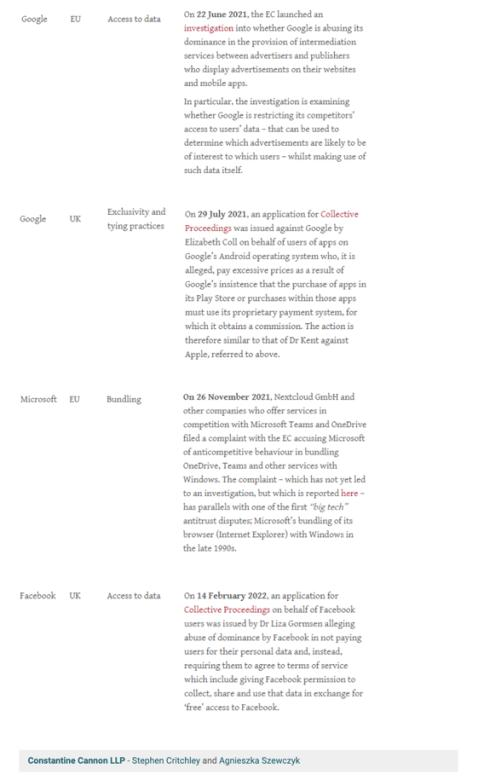 Google EU Access to data On 22 June 2021, the EC launched an
investigation into whether Google is abusing its
dominance in the provision of intermediation
services between advertisers and publishers
who display advertisements on their websites
and mobile apps.
In particular, the investigation is examining
whether Google is restricting its competitors'
access to users' data – that can be used to
determine which advertisements are likely to be
of interest to which users – whilst making use of
such data itself.
Google UK Exclusivity and
tying practices
On 29 July 2021, an application for Collective
Proceedings was issued against Google by
Elizabeth Coll on behalf of users of apps on
Google's Android operating system who, it is
alleged, pay excessive prices as a result of
Google's insistence that the purchase of apps in
its Play Store or purchases within those apps
must use its proprietary payment system, for
which it obtains a commission. The action is
therefore similar to that of Dr Kent against
Apple, referred to above.
Microsoft EU Bundling On 26 November 2021, Nextcloud GmbH and
other companies who offer services in
competition with Microsoft Teams and OneDrive
filed a complaint with the EC accusing Microsoft
of anticompetitive behaviour in bundling
OneDrive, Teams and other services with
Windows. The complaint – which has not yet led
to an investigation, but which is reported here –
has parallels with one of the first "big tech"
antitrust disputes; Microsoft's bundling of its
browser (Internet Explorer) with Windows in
the late 1990s.
Facebook UK Access to data On 14 February 2022, an application for
Collective Proceedings on behalf of Facebook
users was issued by Dr Liza Gormsen alleging
abuse of dominance by Facebook in not paying
users for their personal data and, instead,
requiring them to agree to terms of service
which include giving Facebook permission to
collect, share and use that data in exchange for
'free' access to Facebook.
Constantine Cannon LLP - Stephen Critchley and Agnieszka Szewczyk